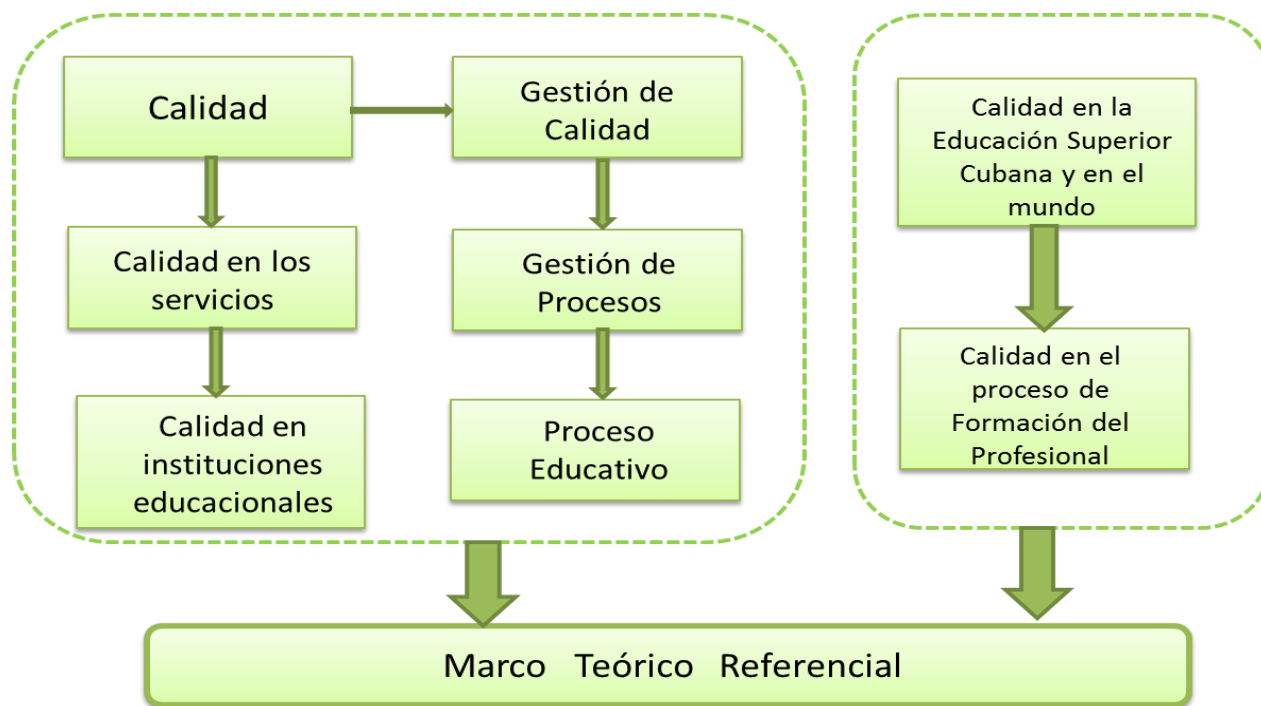 Calidad
Gestión de
Calidad
Calidad en los
servicios
Gestión de
Procesos
Calidad en
instituciones
educacionales
Proceso
Educativo
Calidad en la
Educación Superior
Cubana y en el
mundo
Calidad en el
proceso de
Formación del
Profesional
Marco Teórico Referencial